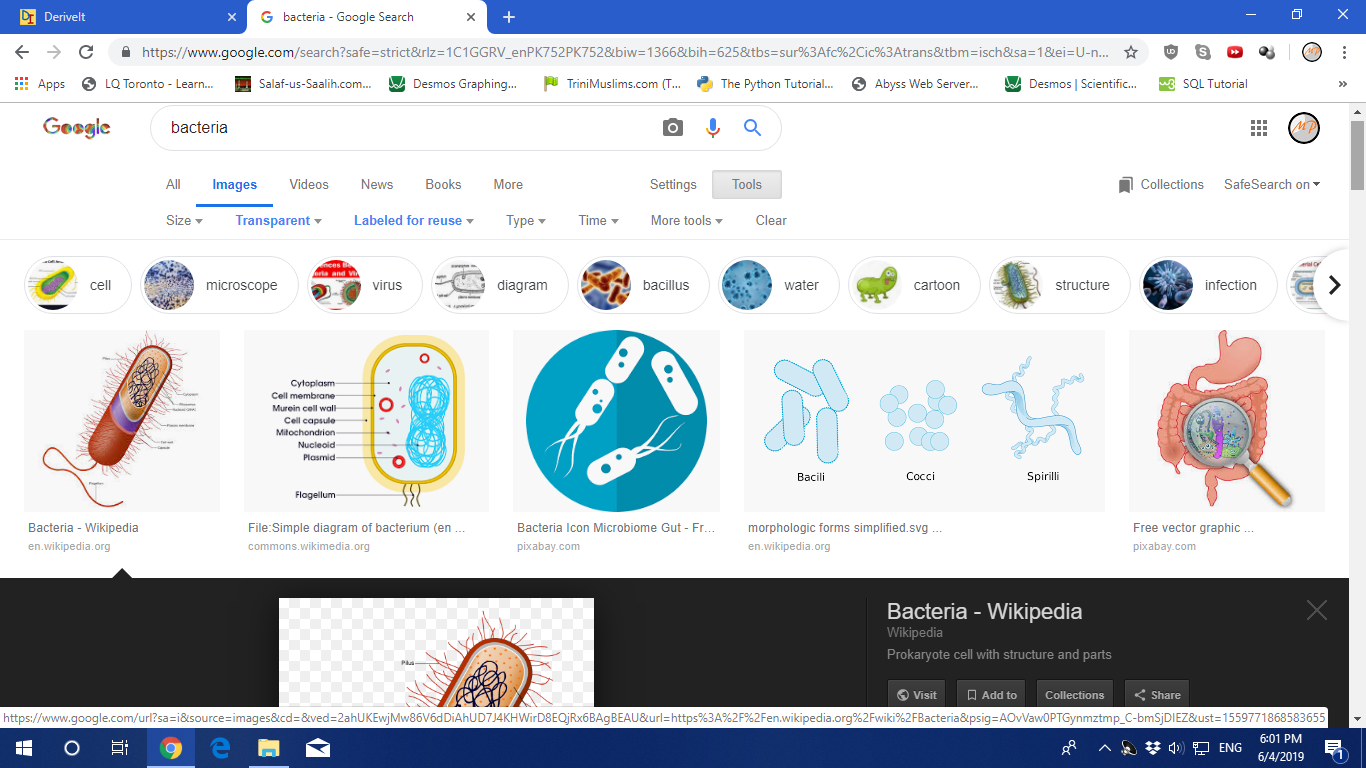 DeriveIt
bacteria - Google Search
https://www.google.com/search?safe=strict&rlz=1C1GGRV_enPK752PK752&biw=1366&bih=625&tbs=sur%3Afc%2Cic%3Atrans&tbm=isch&sa=1&ei=U-n...
Apps
LQ Toronto - Learn...
Salaf-us-Saalih.com...
Desmos Graphing...
TriniMuslims.com (T...
The Python Tutorial...
Abyss Web Server...
Desmos | Scientific...
SQL Tutorial
Google
bacteria
MP
All Images Videos News Books More Settings Tools
Collections SafeSearch on
Size Transparent Labeled for reuse Type Time More tools Clear
cell microscope virus diagram bacillus water cartoon structure infection
Cytoplasm
Cell membrane
Murein cell wall
Cell capsule
Mitochondrion
Nucleoid
Plasmid
Flagellum
Bacili Cocci Spirilli
Bacteria - Wikipedia
en.wikipedia.org
File:Simple diagram of bacterium (en ...
commons.wikimedia.org
Bacteria Icon Microbiome Gut - Fr...
pixabay.com
morphologic forms simplified.svg ...
en.wikipedia.org
Free vector graphic ...
pixabay.com
Pilus
Bacteria - Wikipedia
Wikipedia
Prokaryote cell with structure and parts
Visit Add to Collections Share
https://www.google.com/url?sa=i&source=images&cd=&ved=2ahUKEwjMw86V6dDiAhUD7J4KHWirD8EQjRx6BAgBEAU&url=https%3A%2F%2Fen.wikipedia.org%2Fwiki%2FBacteria&psig=AOvVaw0PTGynmztmp_C-bmSjDIEZ&ust=1559771868583655
ENG
6:01 PM
6/4/2019
1